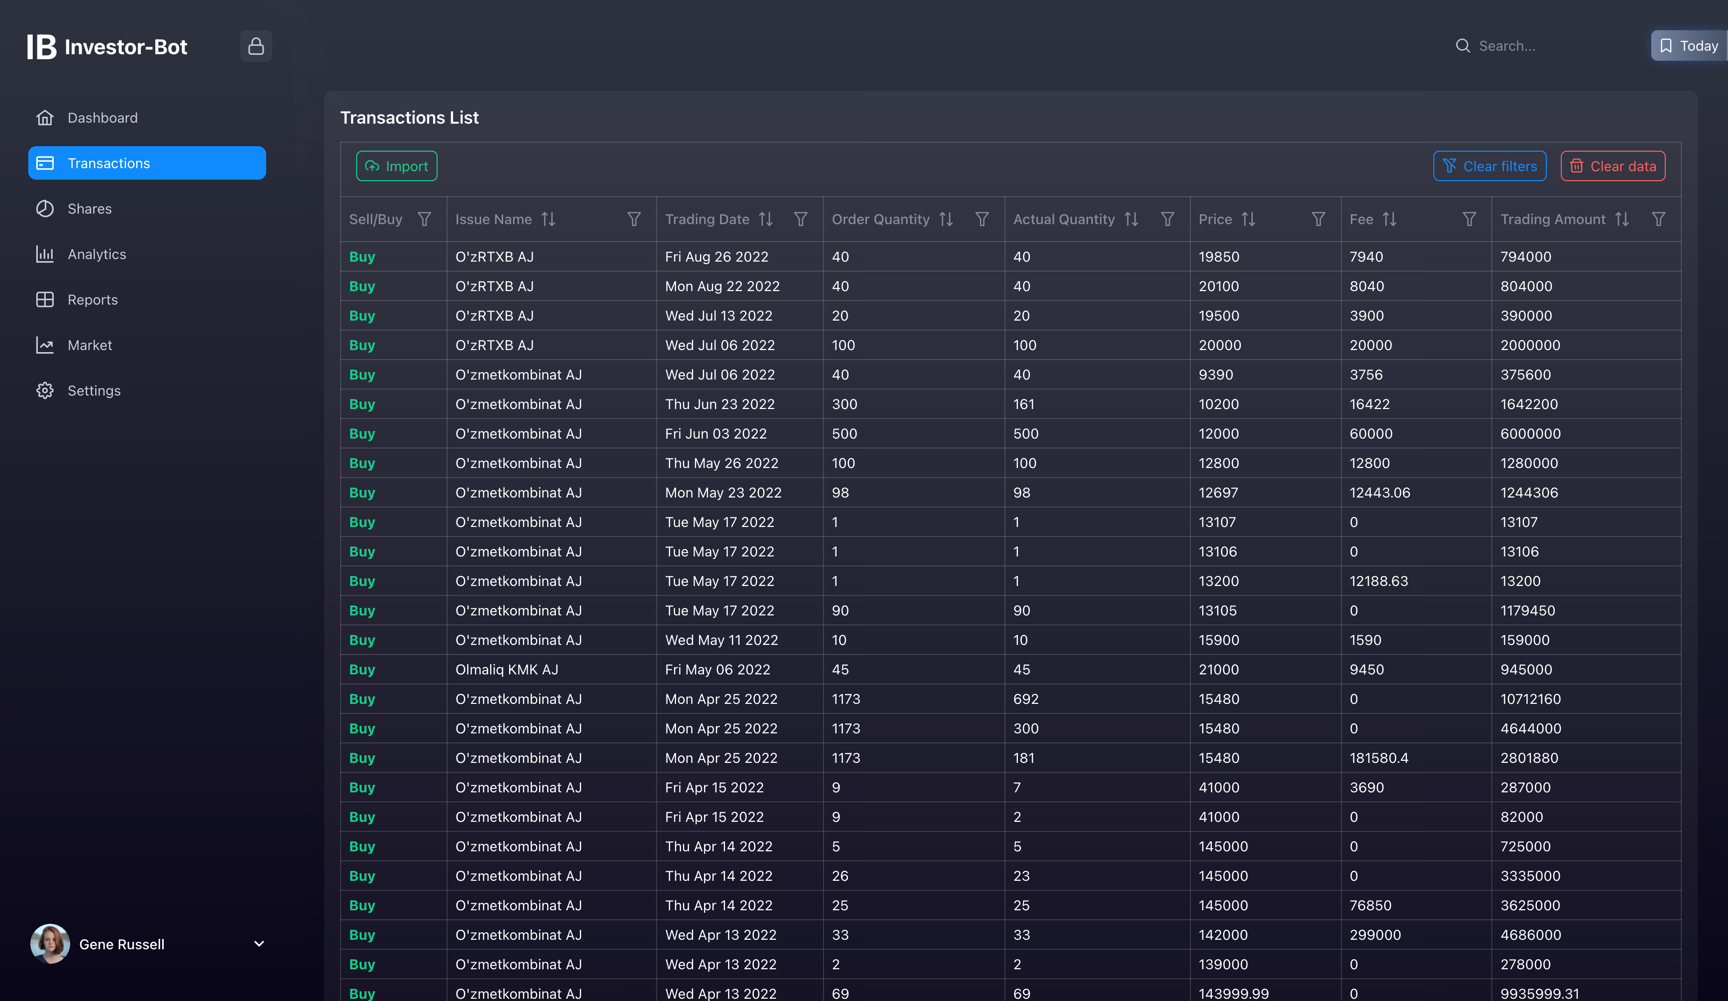 IB Investor-Bot
Search...
Today
Dashboard
Transactions
Shares
Analytics
Reports
Market
Settings
Gene Russell
Transactions List
Import
Clear filters
Clear data
Sell/Buy Issue Name Trading Date Order Quantity Actual Quantity Price Fee Trading Amount
Buy O'zRTXB AJ Fri Aug 26 2022 40 40 19850 7940 794000
Buy O'zRTXB AJ Mon Aug 22 2022 40 40 20100 8040 804000
Buy O'zRTXB AJ Wed Jul 13 2022 20 20 19500 3900 390000
Buy O'zRTXB AJ Wed Jul 06 2022 100 100 20000 20000 2000000
Buy O'zmetkombinat AJ Wed Jul 06 2022 40 40 9390 3756 375600
Buy O'zmetkombinat AJ Thu Jun 23 2022 300 161 10200 16422 1642200
Buy O'zmetkombinat AJ Fri Jun 03 2022 500 500 12000 60000 6000000
Buy O'zmetkombinat AJ Thu May 26 2022 100 100 12800 12800 1280000
Buy O'zmetkombinat AJ Mon May 23 2022 98 98 12697 12443.06 1244306
Buy O'zmetkombinat AJ Tue May 17 2022 1 1 13107 0 13107
Buy O'zmetkombinat AJ Tue May 17 2022 1 1 13106 0 13106
Buy O'zmetkombinat AJ Tue May 17 2022 1 1 13200 12188.63 13200
Buy O'zmetkombinat AJ Tue May 17 2022 90 90 13105 0 1179450
Buy O'zmetkombinat AJ Wed May 11 2022 10 10 15900 1590 159000
Buy Olmaliq KMK AJ Fri May 06 2022 45 45 21000 9450 945000
Buy O'zmetkombinat AJ Mon Apr 25 2022 1173 692 15480 0 10712160
Buy O'zmetkombinat AJ Mon Apr 25 2022 1173 300 15480 0 4644000
Buy O'zmetkombinat AJ Mon Apr 25 2022 1173 181 15480 181580.4 2801880
Buy O'zmetkombinat AJ Fri Apr 15 2022 9 7 41000 3690 287000
Buy O'zmetkombinat AJ Fri Apr 15 2022 9 2 41000 0 82000
Buy O'zmetkombinat AJ Thu Apr 14 2022 5 5 145000 0 725000
Buy O'zmetkombinat AJ Thu Apr 14 2022 26 23 145000 0 3335000
Buy O'zmetkombinat AJ Thu Apr 14 2022 25 25 145000 76850 3625000
Buy O'zmetkombinat AJ Wed Apr 13 2022 33 33 142000 299000 4686000
Buy O'zmetkombinat AJ Wed Apr 13 2022 2 2 139000 0 278000
Buy O'zmetkombinat AJ Wed Apr 13 2022 69 69 143999.99 0 9935999.31